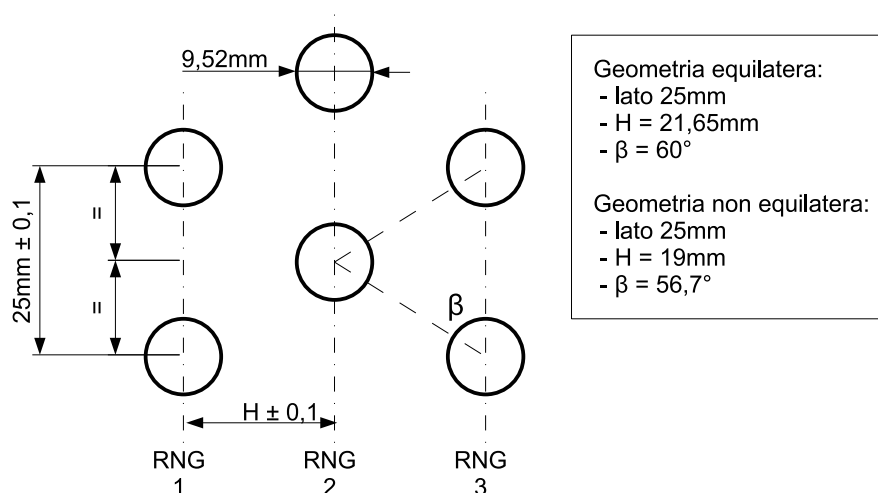 9,52mm
25mm ± 0,1
=
=
β
H ± 0,1
RNG
1
RNG
2
RNG
3
Geometria equilatera:
- lato 25mm
- H = 21,65mm
- β = 60°
Geometria non equilatera:
- lato 25mm
- H = 19mm
- β = 56,7°